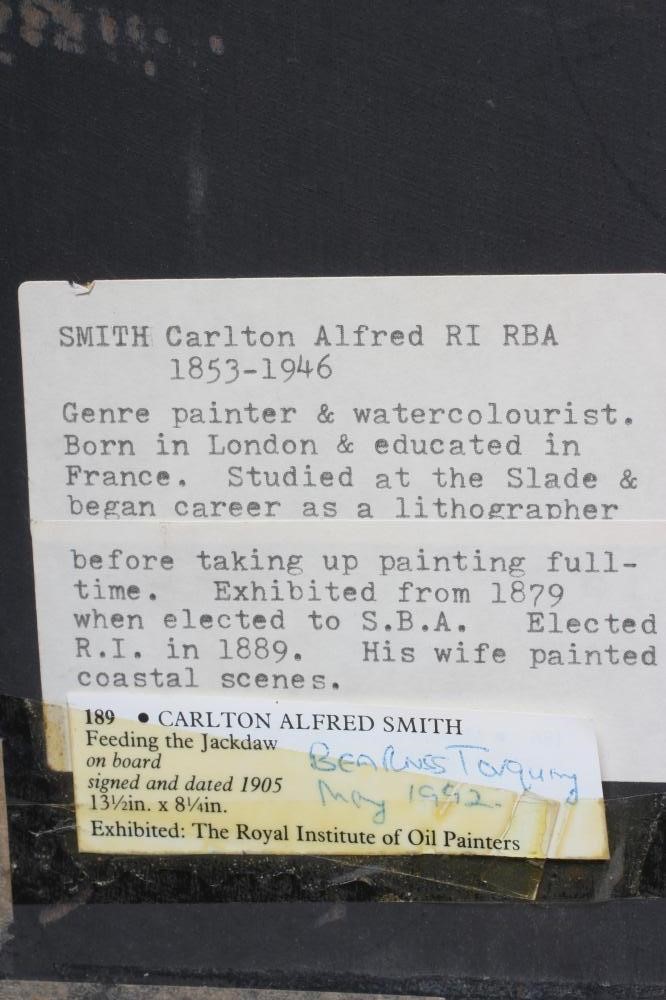 SMITH Carlton Alfred RI RBA
1853-1946
Genre painter & watercolourist.
Born in London & educated in
France. Studied at the Slade &
began career as a lithographer
before taking up painting full-
time. Exhibited from 1879
when elected to S.B.A. Elected
R.I. in 1889. His wife painted
coastal scenes.
189 • CARLTON ALFRED SMITH
Feeding the Jackdaw
on board
signed and dated 1905
13½in. x 8¼in.
Exhibited: The Royal Institute of Oil Painters
BEARNES Torquay
May 1992.